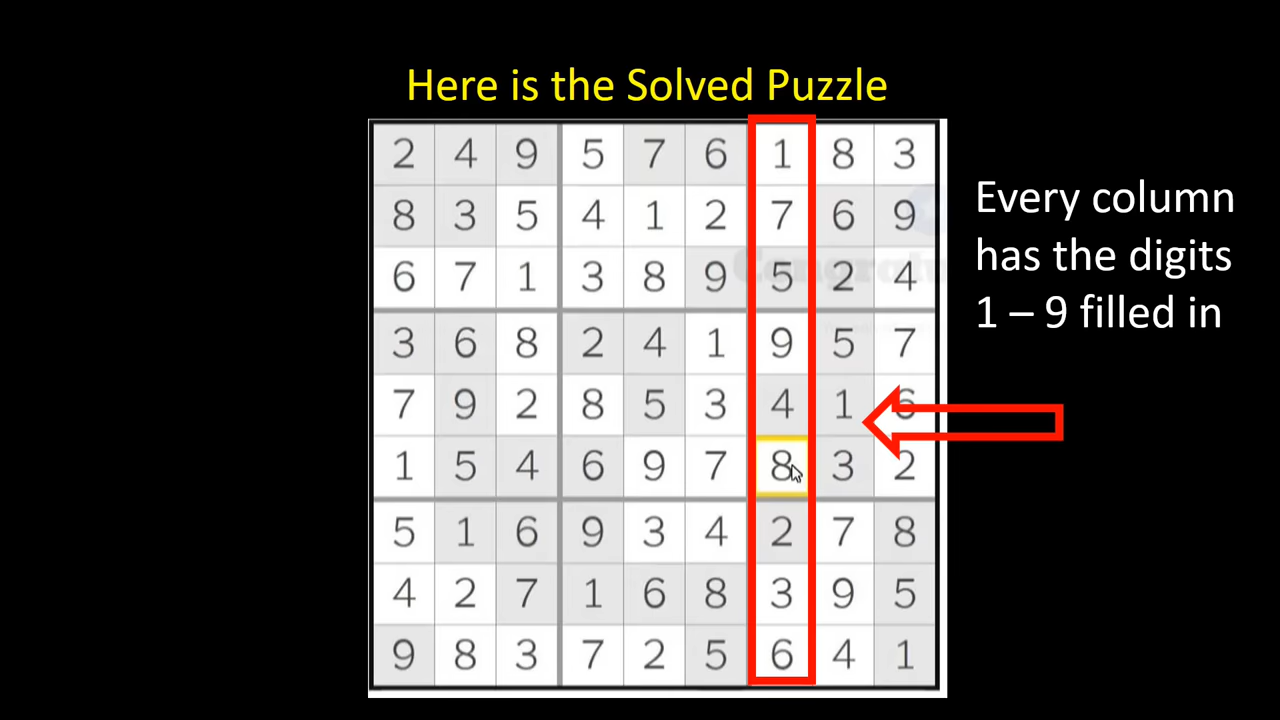 Here is the Solved Puzzle
2 4 9 5 7 6 1 8 3
8 3 5 4 1 2 7 6 9
6 7 1 3 8 9 5 2 4
3 6 8 2 4 1 9 5 7
7 9 2 8 5 3 4 1 6
1 5 4 6 9 7 8 3 2
5 1 6 9 3 4 2 7 8
4 2 7 1 6 8 3 9 5
9 8 3 7 2 5 6 4 1
Every column
has the digits
1 – 9 filled in